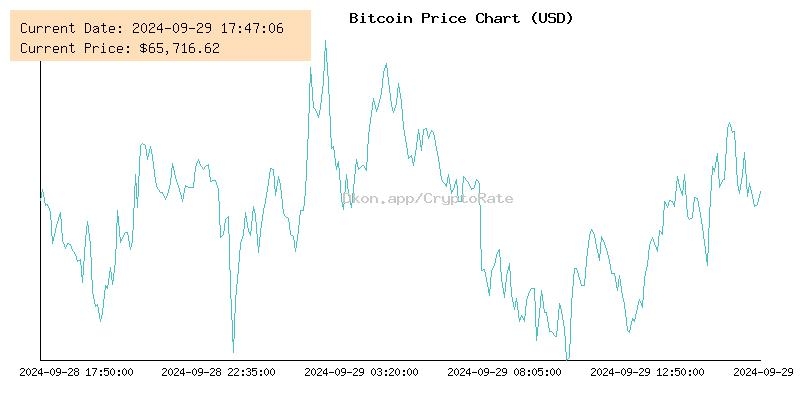 Bitcoin Price Chart (USD)
Current Date: 2024-09-29 17:47:06
Current Price: $65,716.62
Okon.app/CryptoRate
2024-09-28 17:50:00 2024-09-28 22:35:00 2024-09-29 03:20:00 2024-09-29 08:05:00 2024-09-29 12:50:00 2024-09-29